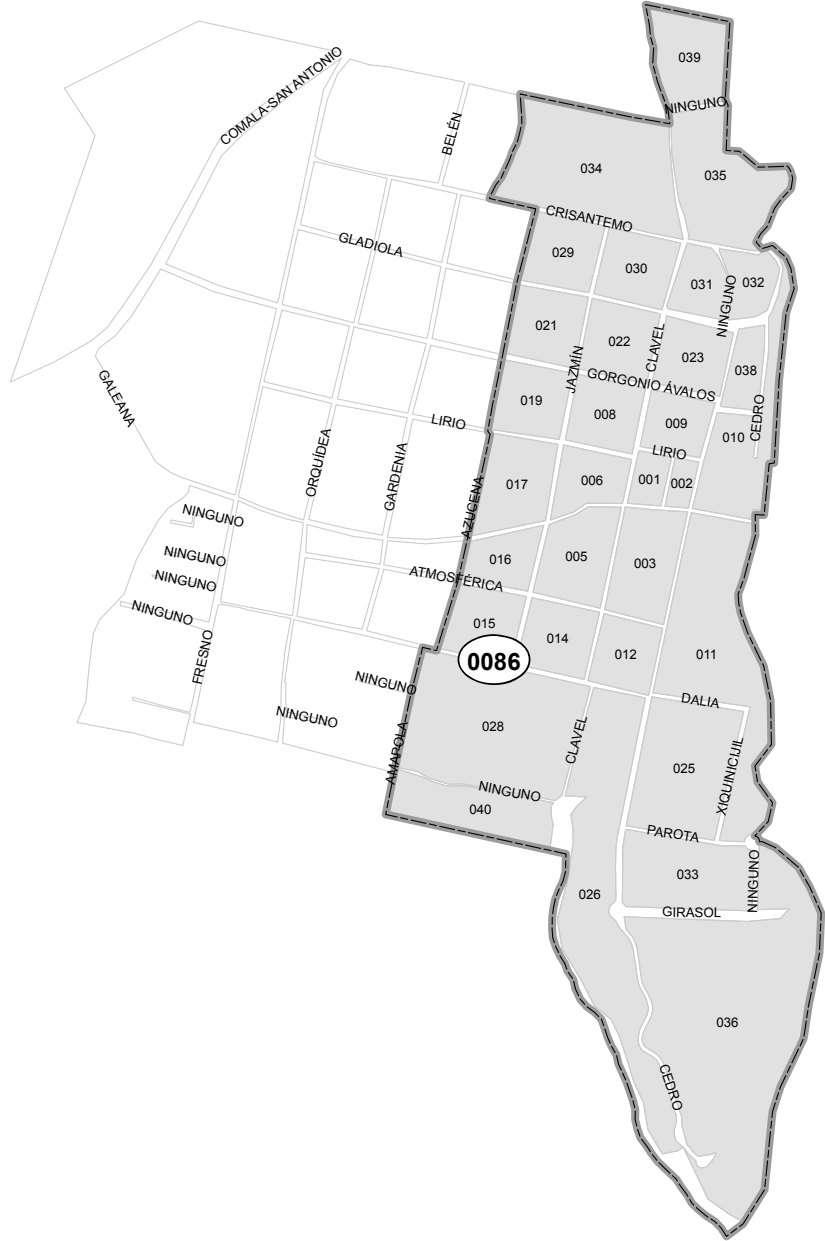 039
NINGUNO
COMALA-SAN ANTONIO
BELÉN
034
035
CRISANTEMO
GLADIOLA
029
030
031
032
NINGUNO
021
022
CLAVEL
023
JAZMÍN
038
GORGONIO ÁVALOS
GALEANA
019
008
009
CEDRO
LIRIO
010
LIRIO
ORQUÍDEA
GARDENIA
017
006
001
002
AZUCENA
NINGUNO
NINGUNO
016
005
003
ATMOSFÉRICA
NINGUNO
NINGUNO
015
014
012
011
FRESNO
0086
NINGUNO
DALIA
NINGUNO
028
CLAVEL
AMAPOLA
025
XIQUINICIJIL
NINGUNO
040
PAROTA
033
NINGUNO
026
GIRASOL
036
CEDRO